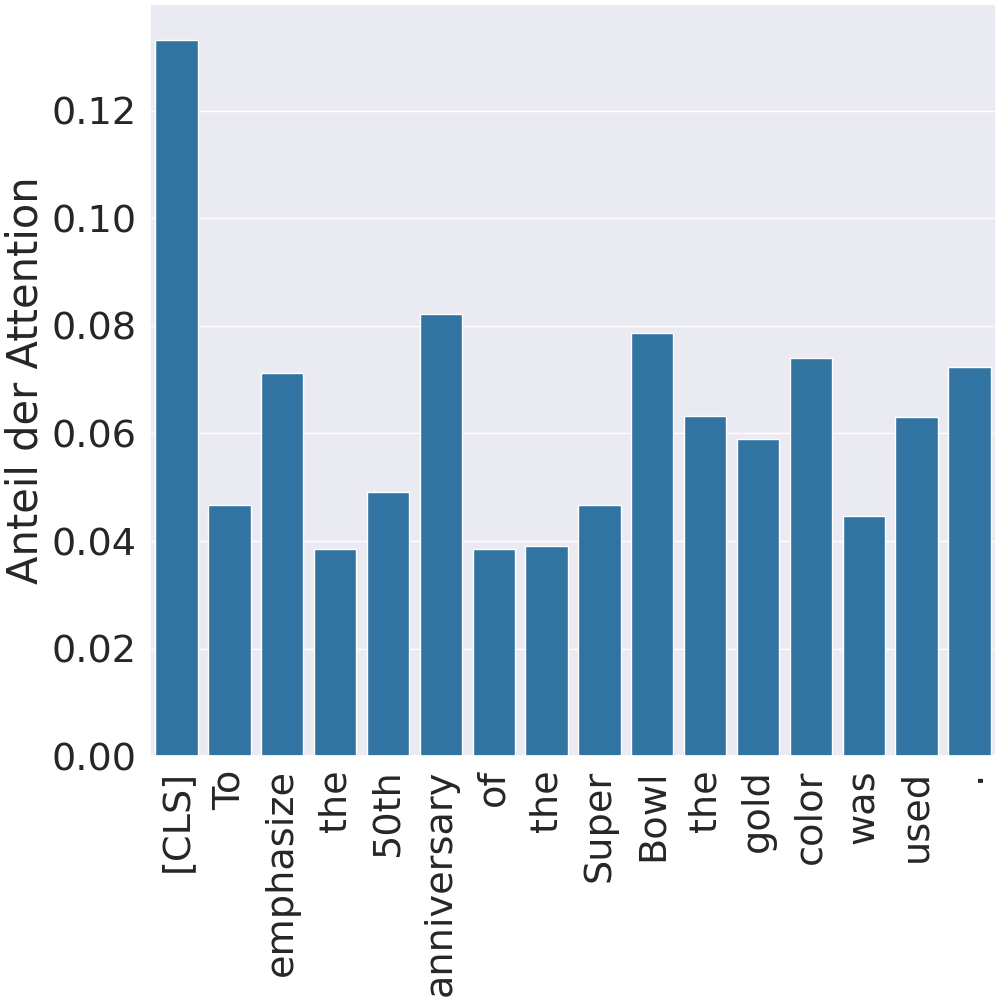 Anteil der Attention
0.12
0.10
0.08
0.06
0.04
0.02
0.00
[CLS]
To
emphasize
the
50th
anniversary
of
the
Super
Bowl
the
gold
color
was
used
.